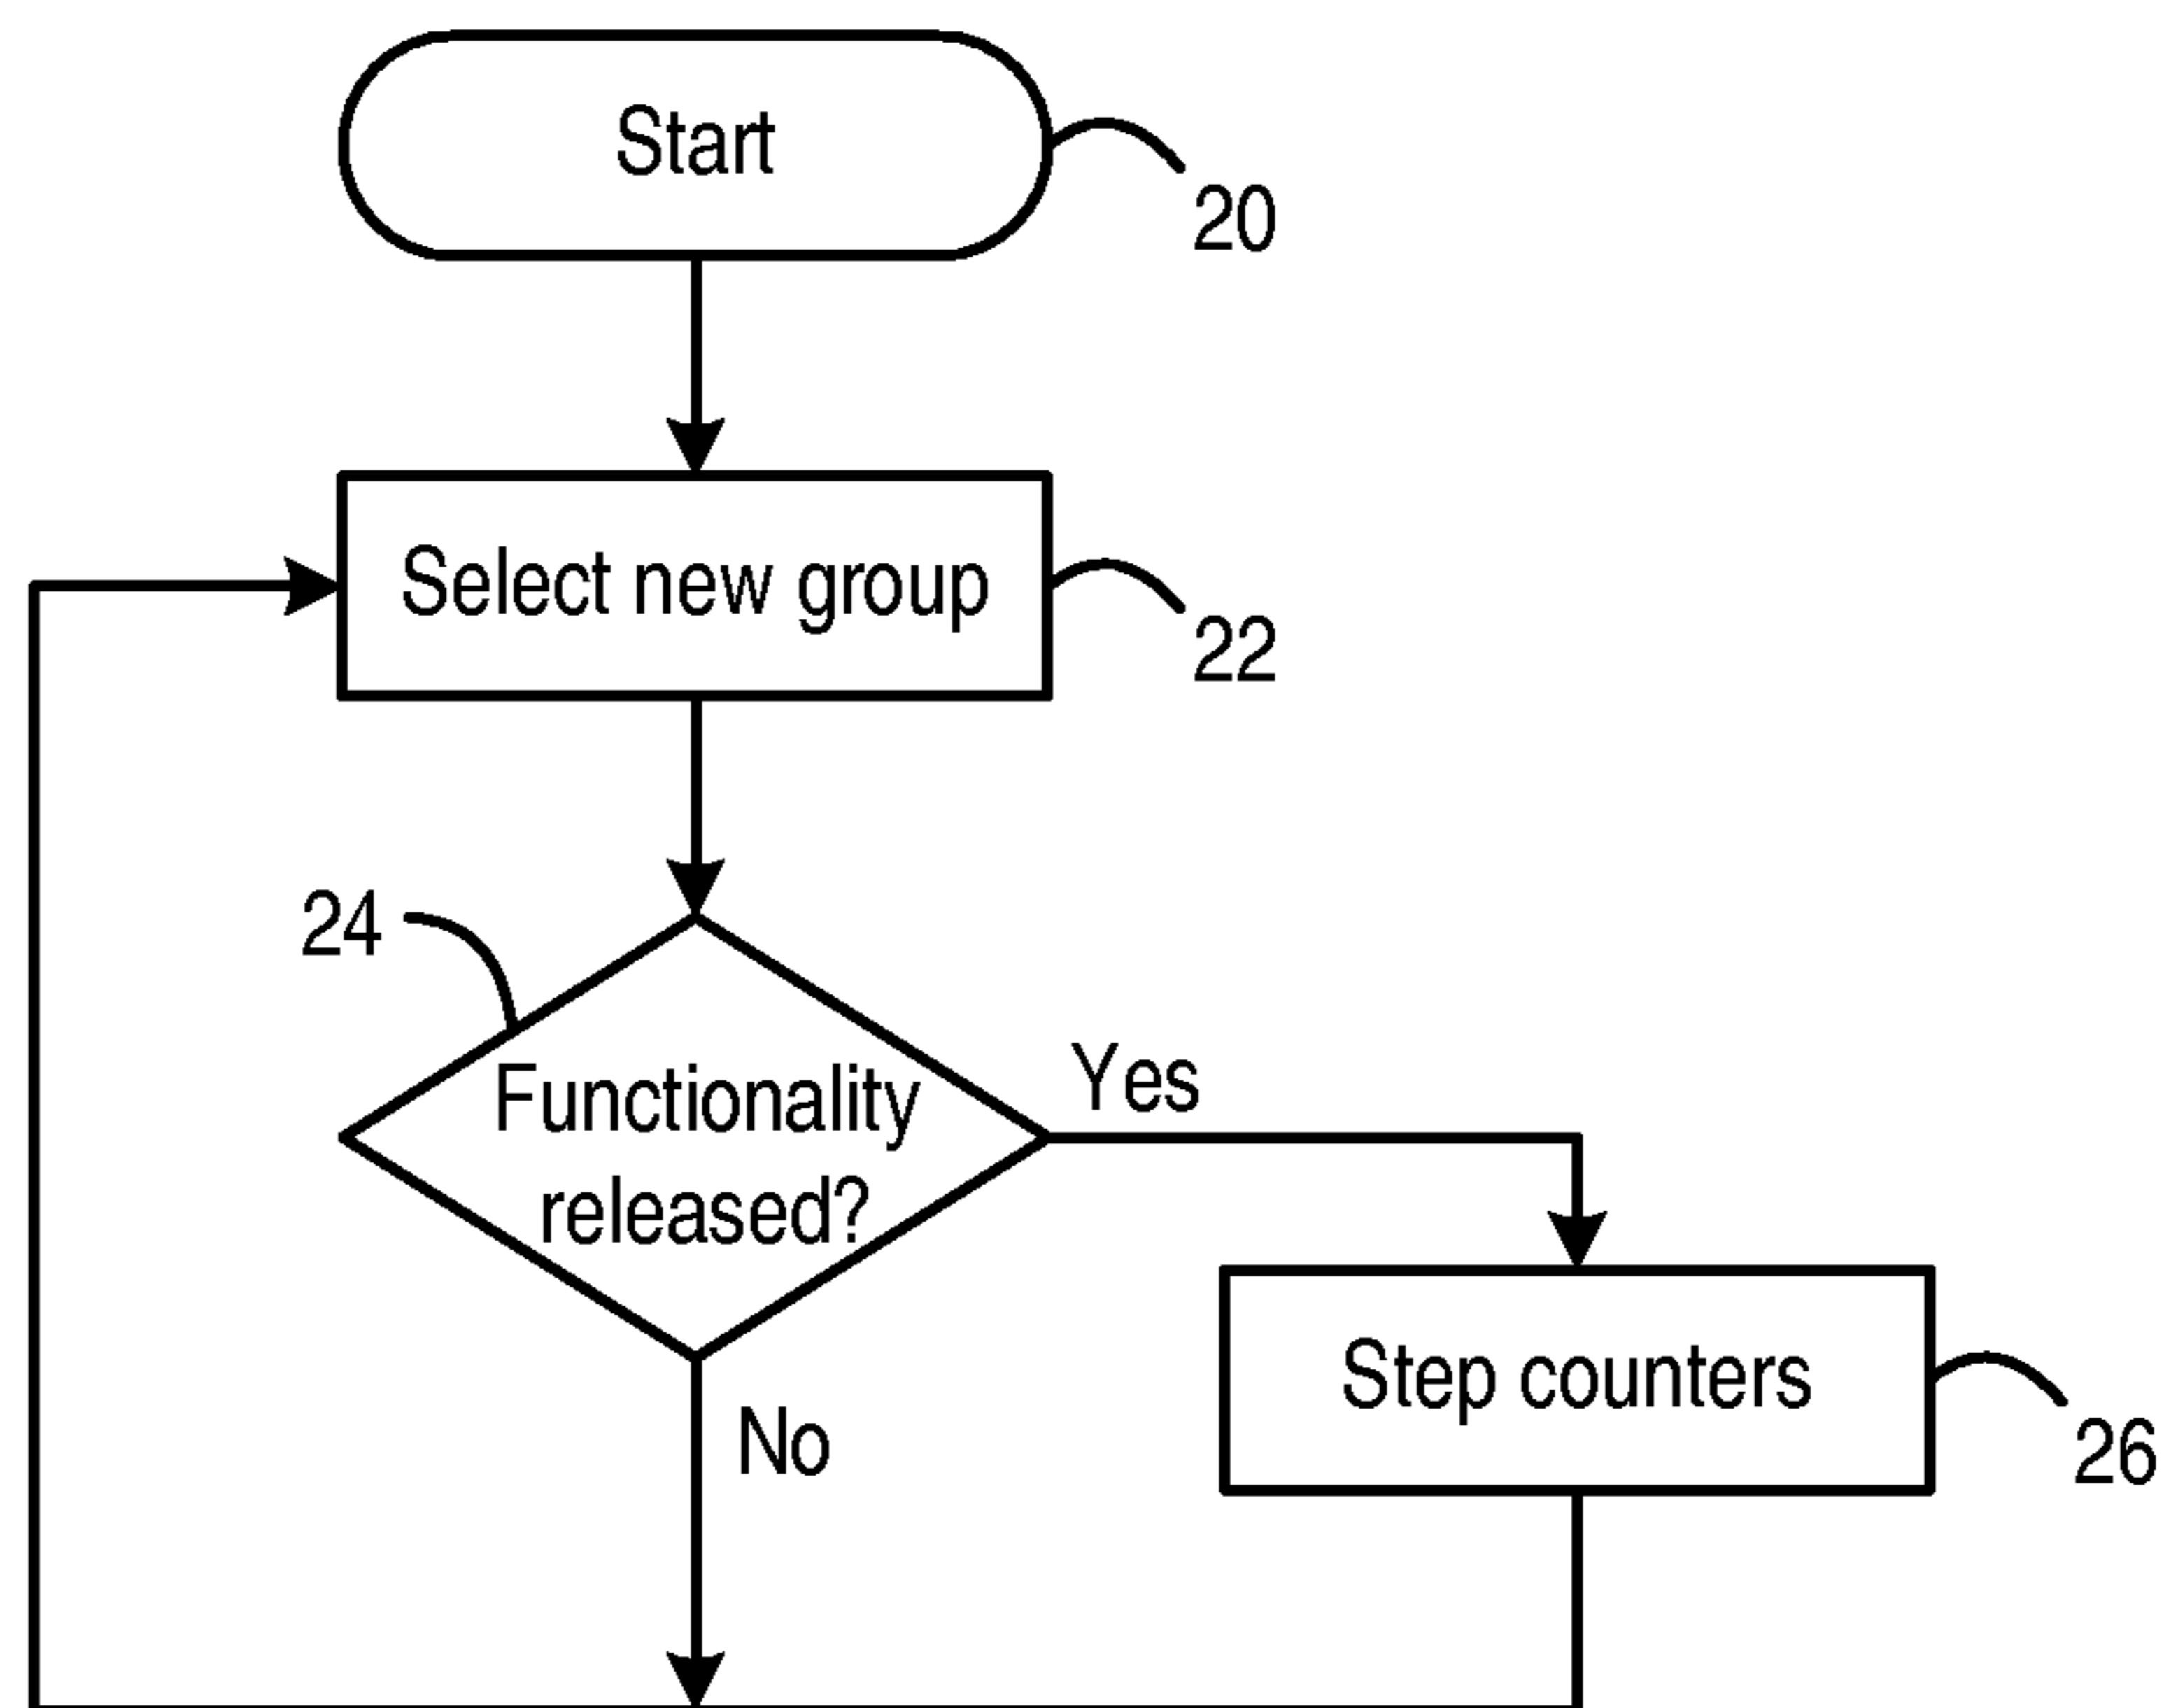 Start
20
Select new group
22
24
Functionality
released?
Yes
No
Step counters
26